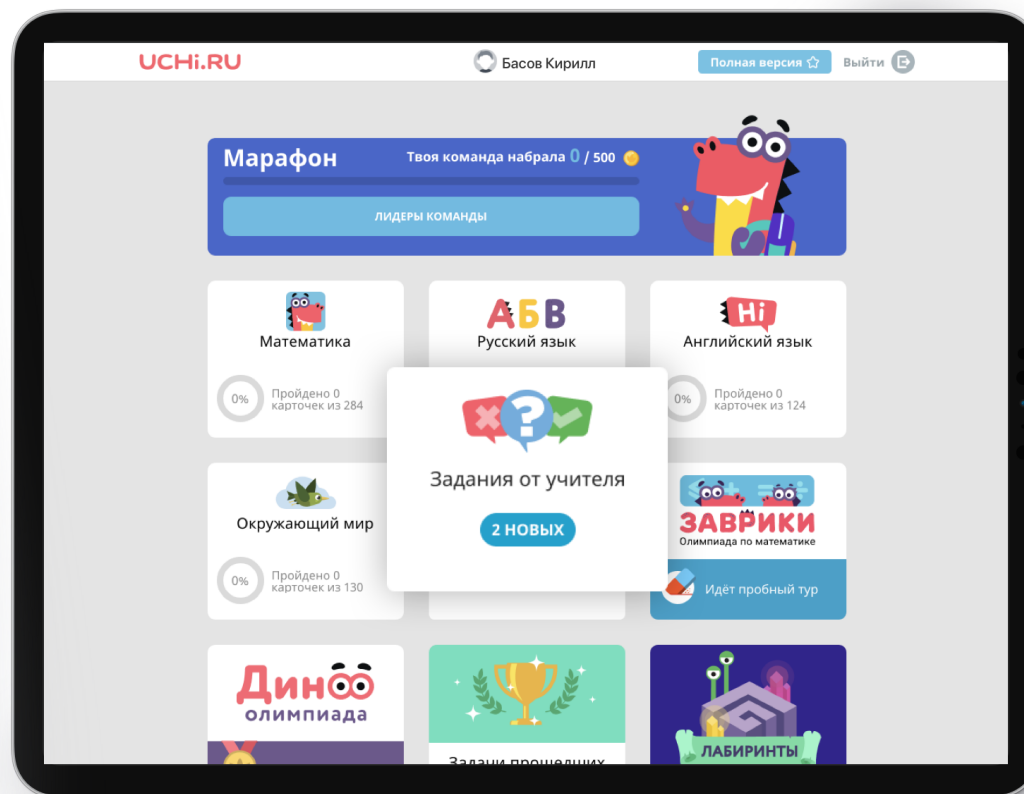 UCHi.RU
Басов Кирилл
Полная версия
Выйти
Марафон
Твоя команда набрала 0 / 500
ЛИДЕРЫ КОМАНДЫ
Математика
0%
Пройдено 0
карточек из 284
АБВ
Русский язык
Hi
Английский язык
0%
Пройдено 0
карточек из 124
Задания от учителя
2 НОВЫХ
Окружающий мир
0%
Пройдено 0
карточек из 130
ЗАВРИКИ
Олимпиада по математике
Идёт пробный тур
Дино
олимпиада
Задачи прошедших
ЛАБИРИНТЫ